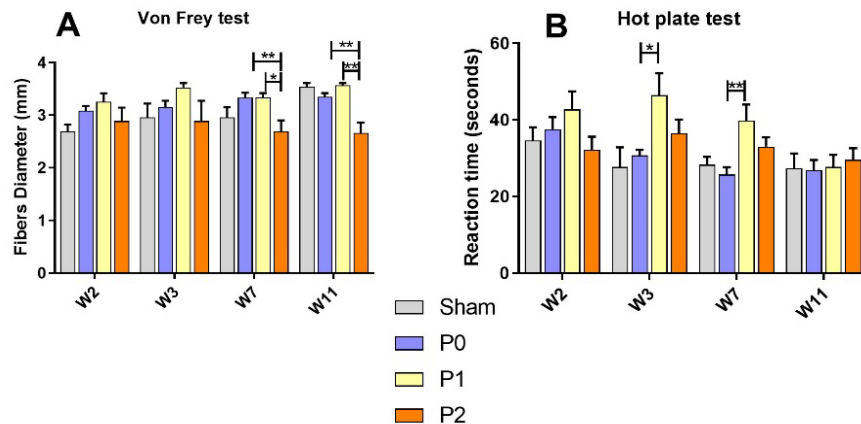 A
Von Frey test
Fibers Diameter (mm)
4
3
2
1
0
**
*
**
**
W2
W3
W7
W11
B
Hot plate test
Reaction time (seconds)
60
40
20
0
*
**
W2
W3
W7
W11
Sham
P0
P1
P2